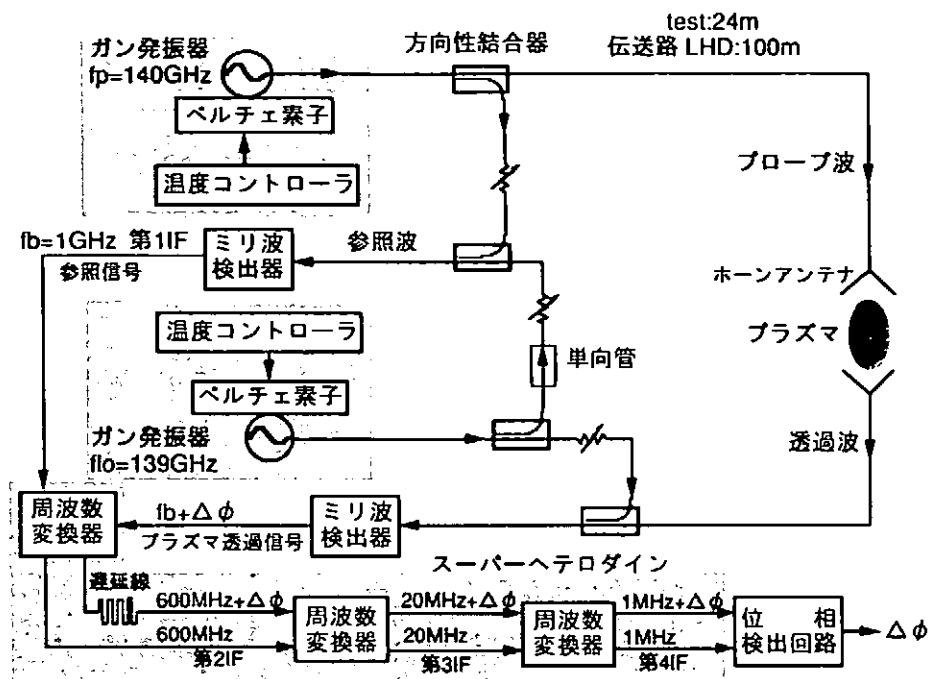 test:24m
伝送路 LHD:100m
方向性結合器
ガン発振器
fp=140GHz
ペルチェ素子
温度コントローラ
プローブ波
fb=1GHz 第1IF
参照信号
ミリ波
検出器
参照波
ホーンアンテナ
プラズマ
温度コントローラ
単向管
ペルチェ素子
ガン発振器
flo=139GHz
透過波
周波数
変換器
fb+Δφ
プラズマ透過信号
ミリ波
検出器
スーパーヘテロダイン
遅延線
600MHz+Δφ
600MHz
第2IF
周波数
変換器
20MHz+Δφ
20MHz
第3IF
周波数
変換器
1MHz+Δφ
1MHz
第4IF
位 相
検出回路
Δφ